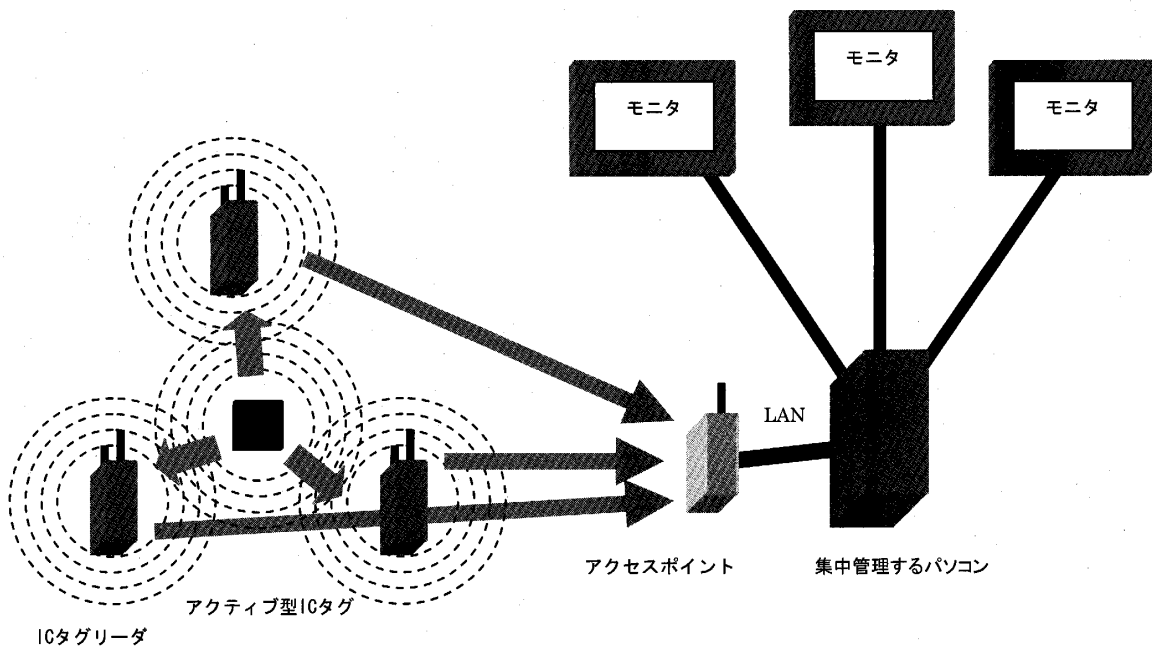 モニタ
モニタ
モニタ
LAN
アクセスポイント
集中管理するパソコン
アクティブ型ICタグ
ICタグリーダ